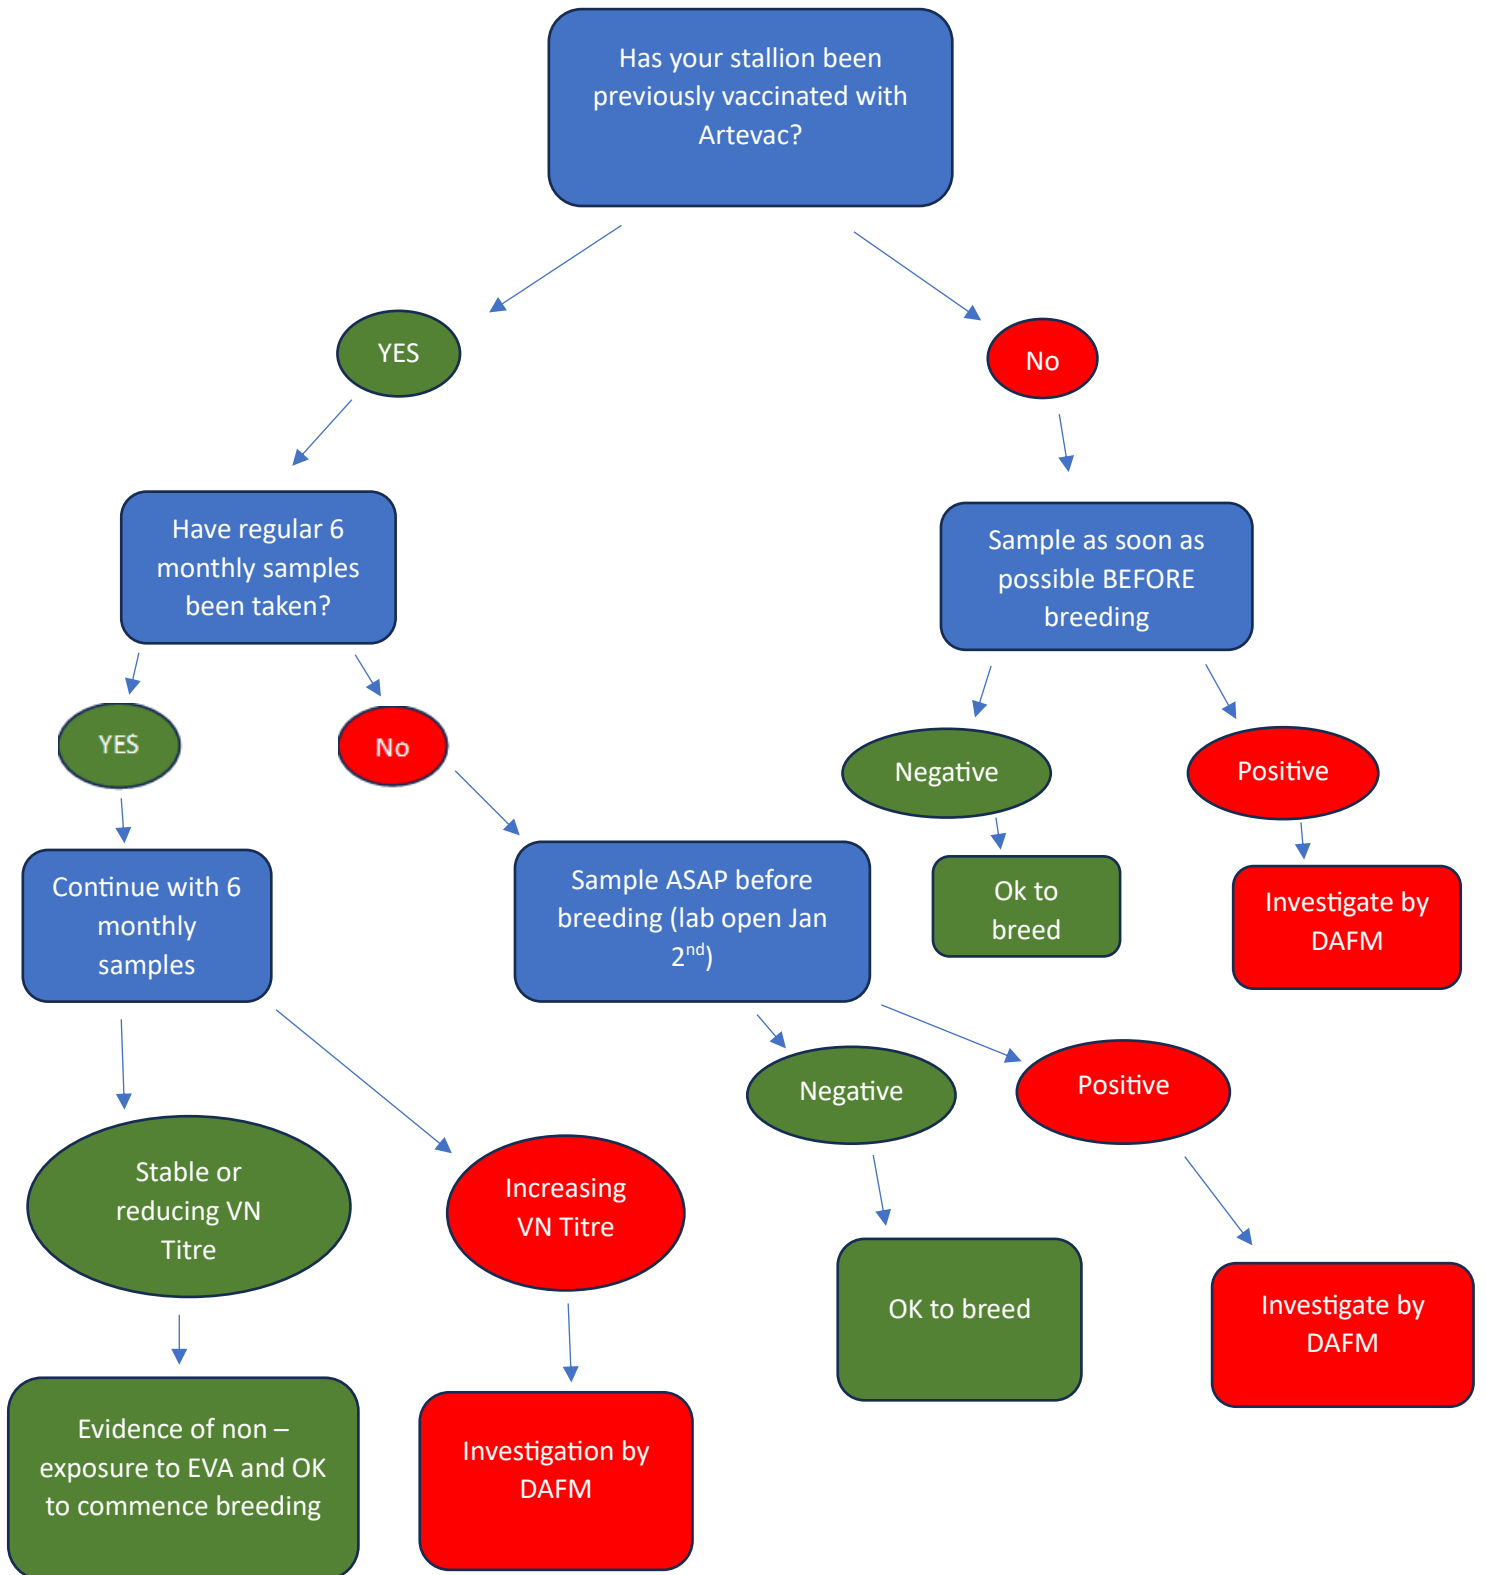 Has your stallion been
previously vaccinated with
Artevac?
YES
No
Have regular 6
monthly samples
been taken?
Sample as soon as
possible BEFORE
breeding
YES
No
Negative
Positive
Continue with 6
monthly
samples
Sample ASAP before
breeding (lab open Jan
2nd)
Ok to
breed
Investigate by
DAFM
Negative
Positive
Stable or
reducing VN
Titre
Increasing
VN Titre
OK to breed
Investigate by
DAFM
Evidence of non –
exposure to EVA and OK
to commence breeding
Investigation by
DAFM